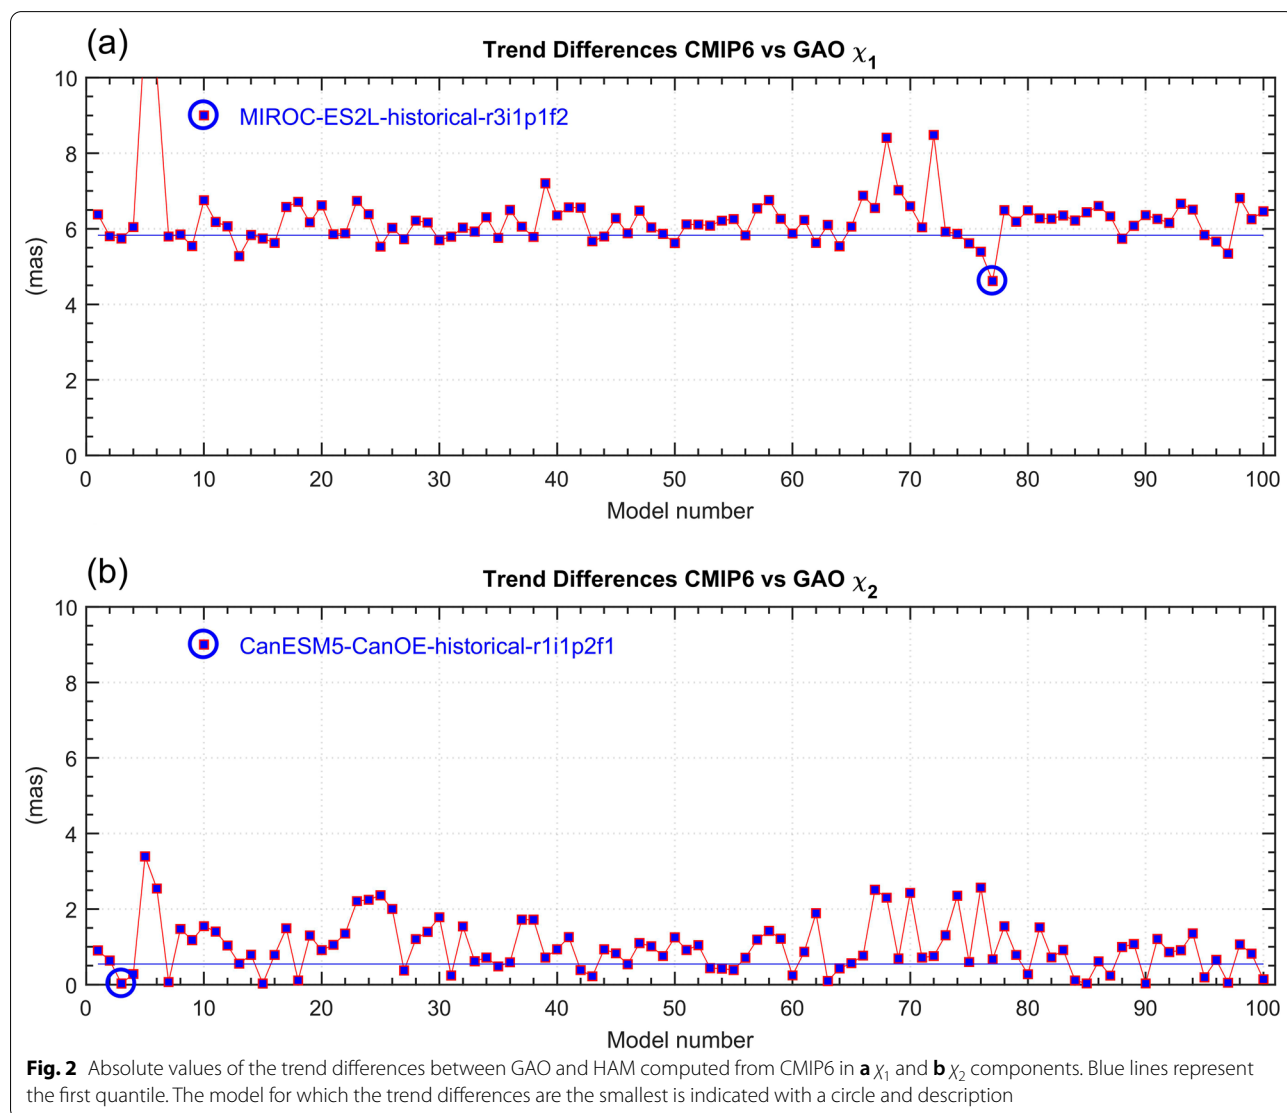 (a)
Trend Differences CMIP6 vs GAO χ1
10
8
6
4
2
0
(mas)
MIROC-ES2L-historical-r3i1p1f2
0 10 20 30 40 50 60 70 80 90 100
Model number
(b)
Trend Differences CMIP6 vs GAO χ2
10
8
6
4
2
0
(mas)
CanESM5-CanOE-historical-r1i1p2f1
0 10 20 30 40 50 60 70 80 90 100
Model number
Fig. 2 Absolute values of the trend differences between GAO and HAM computed from CMIP6 in a χ1 and b χ2 components. Blue lines represent
the first quantile. The model for which the trend differences are the smallest is indicated with a circle and description